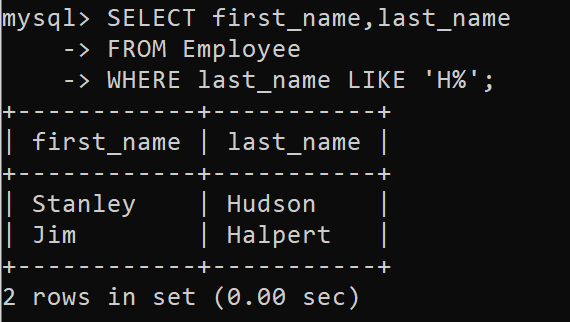 mysql> SELECT first_name,last_name
    -> FROM Employee
    -> WHERE last_name LIKE 'H%';
+------------+-----------+
| first_name | last_name |
+------------+-----------+
| Stanley    | Hudson    |
| Jim        | Halpert   |
+------------+-----------+
2 rows in set (0.00 sec)